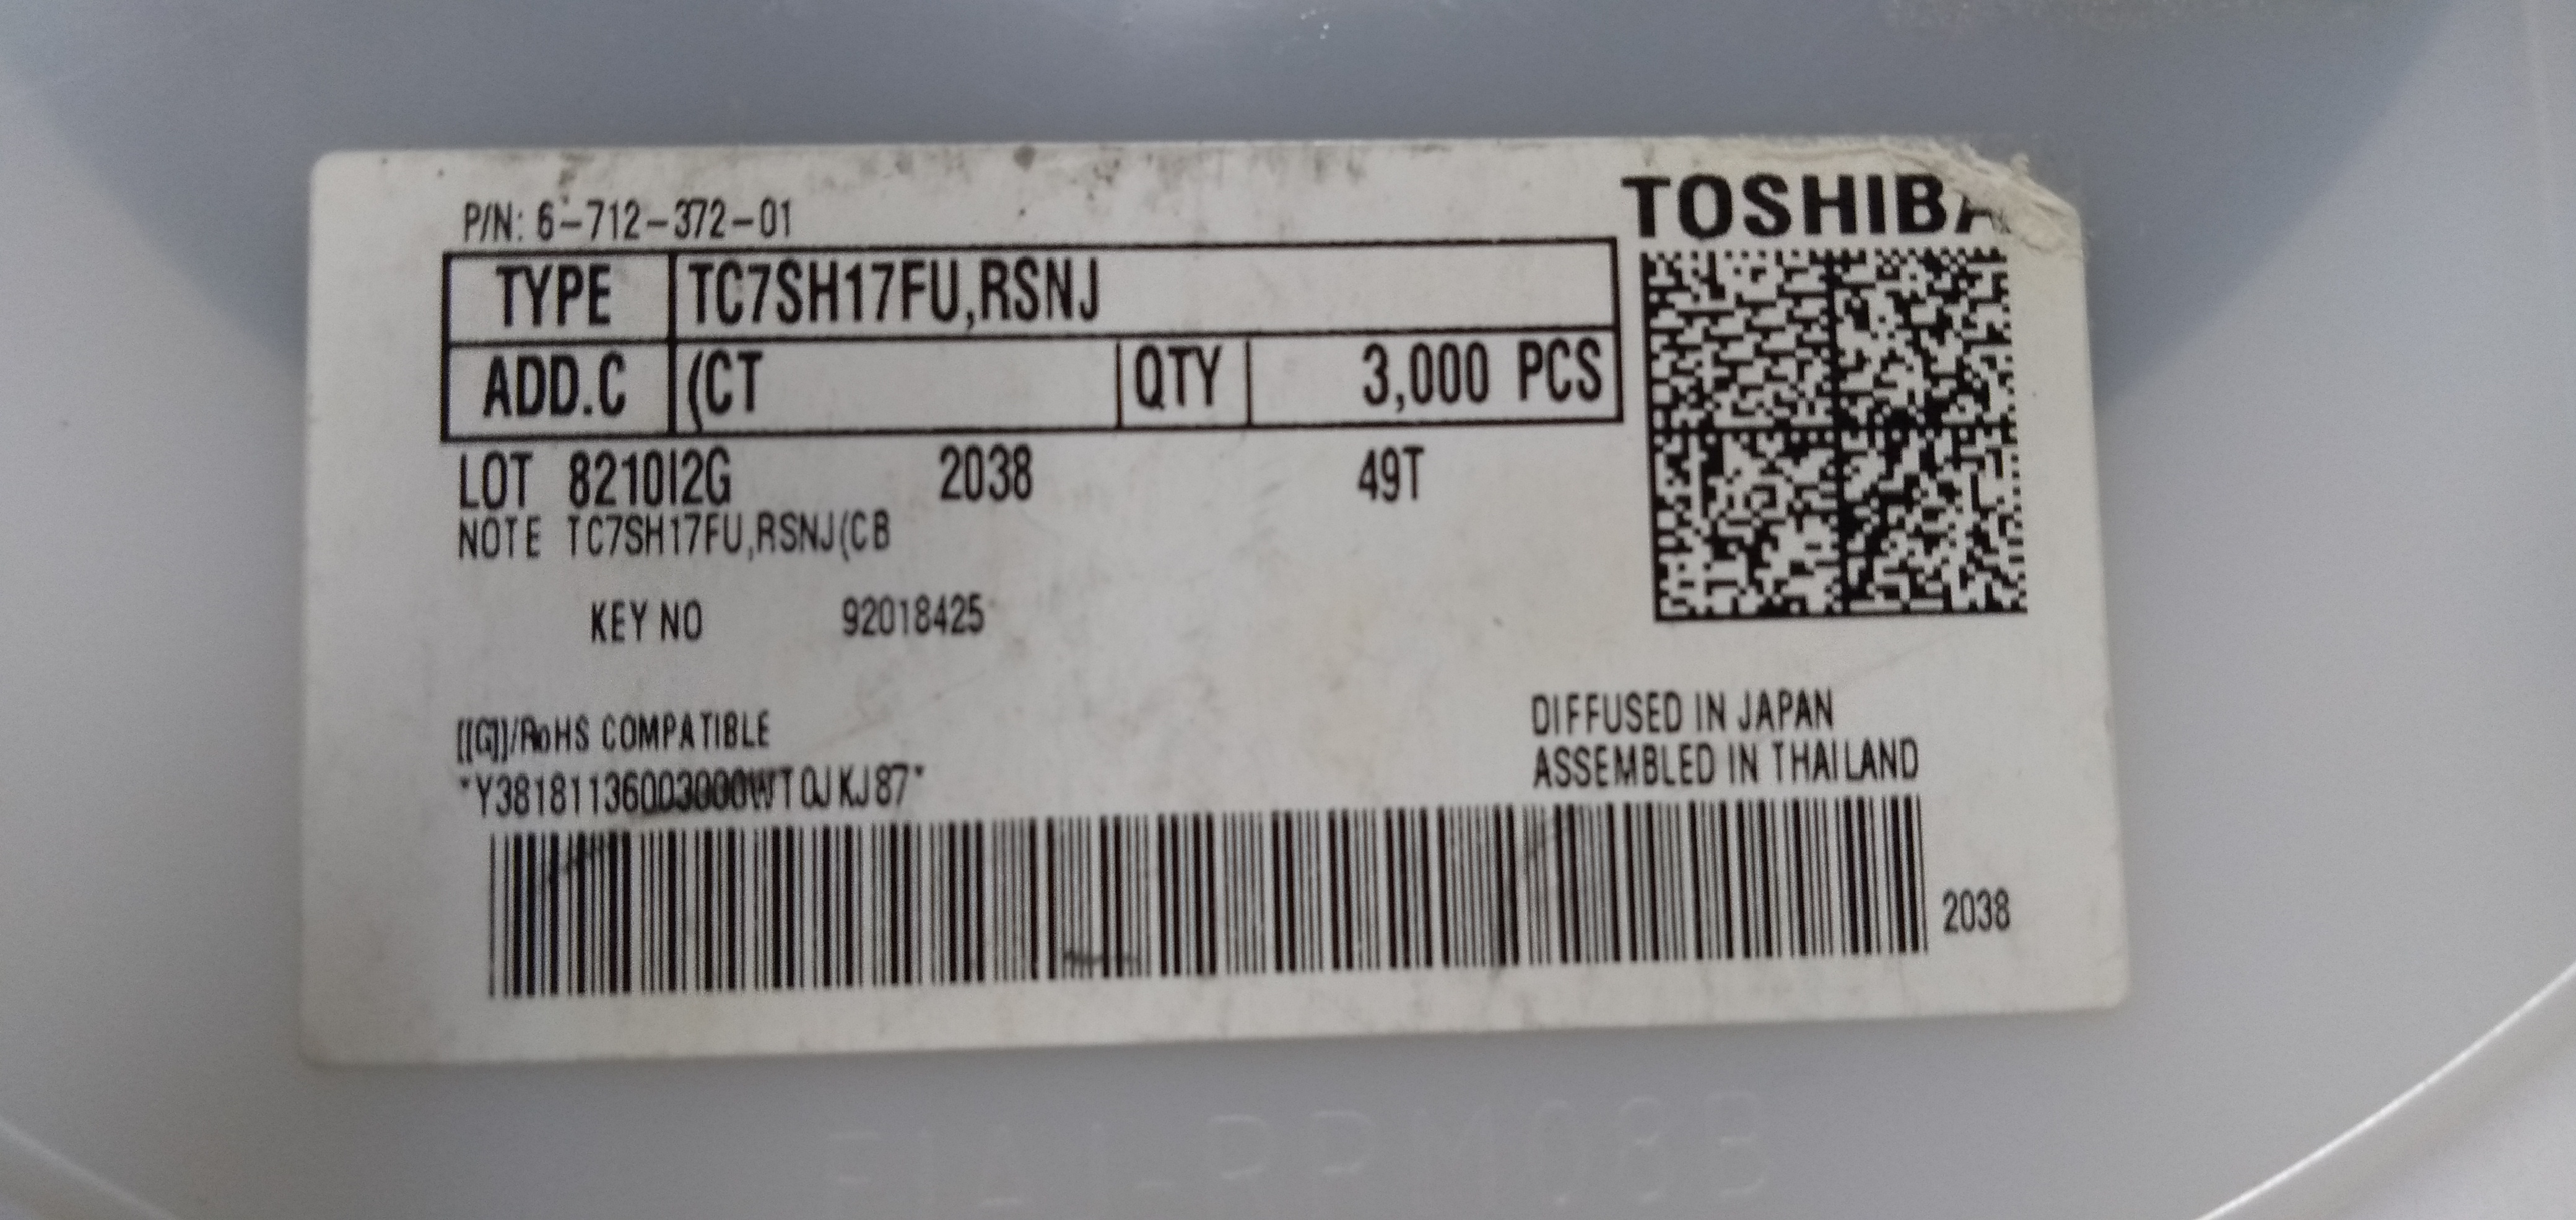 P/N: 6-712-372-01
TOSHIBA
TYPE TC7SH17FU,RSNJ
ADD.C (CT QTY 3,000 PCS
LOT 8210I2G 2038 49T
NOTE TC7SH17FU,RSNJ(CB
KEY NO 92018425
[[G]]/RoHS COMPATIBLE
DIFFUSED IN JAPAN
ASSEMBLED IN THAILAND
*Y38181136003000WT0JKJ87*
2038